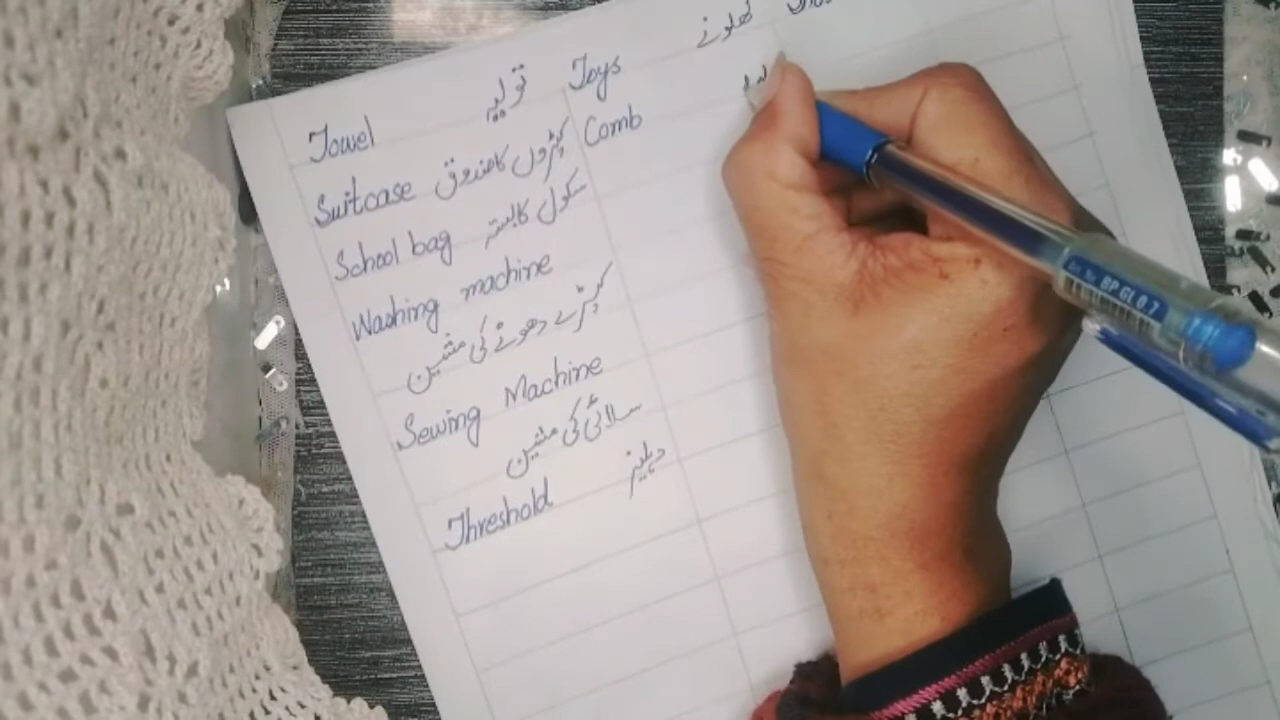 Towel تولیہ
Suitcase کپڑوں کا صندوق
School bag سکول کا بستہ
Washing machine
کپڑے دھونے کی مشین
Sewing Machine
سلائی کی مشین
Threshold دہلیز
Toys کھلونے
Comb
BP GL 0.7